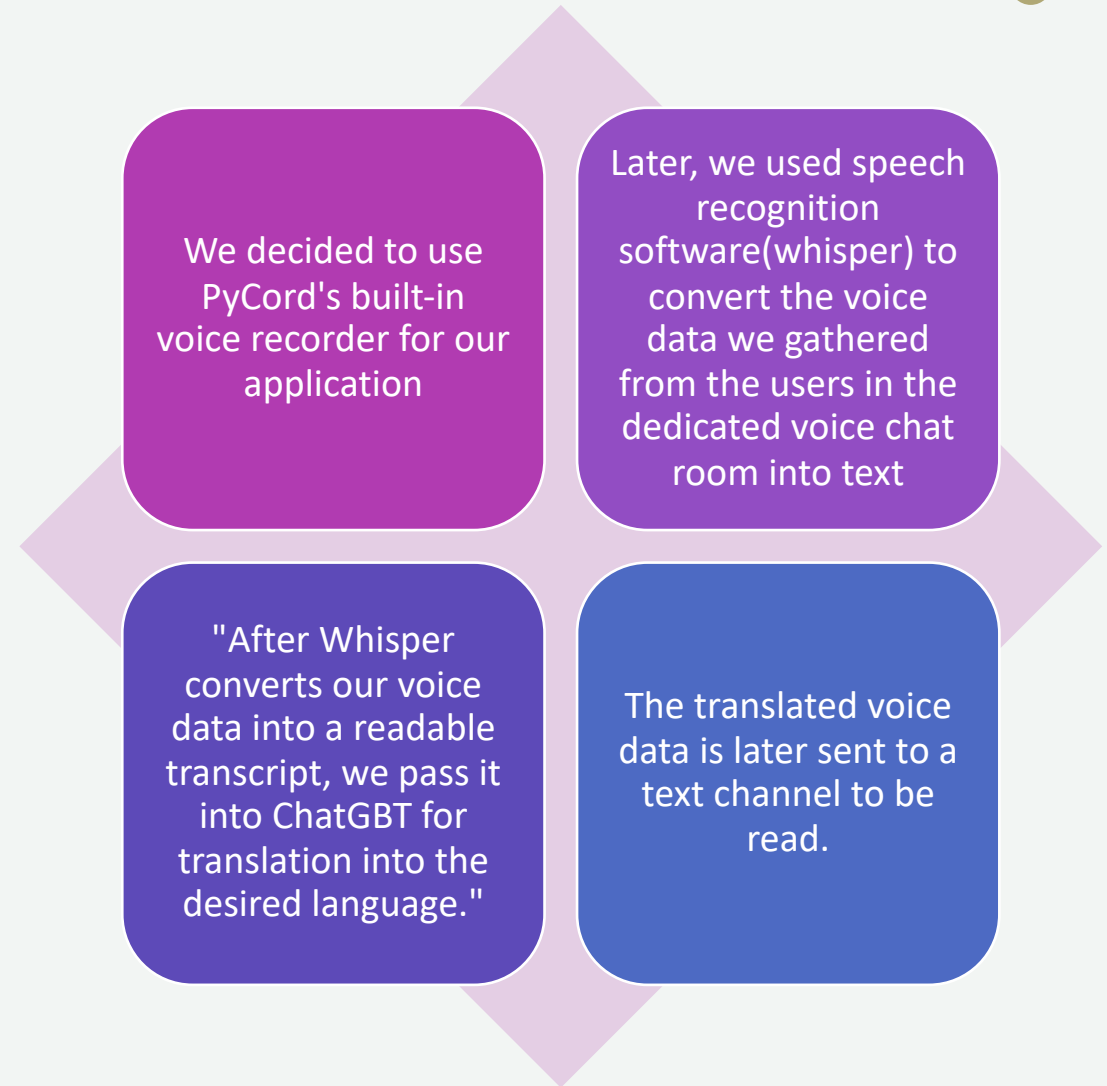 We decided to use
PyCord's built-in
voice recorder for our
application
Later, we used speech
recognition
software(whisper) to
convert the voice
data we gathered
from the users in the
dedicated voice chat
room into text
"After Whisper
converts our voice
data into a readable
transcript, we pass it
into ChatGBT for
translation into the
desired language."
The translated voice
data is later sent to a
text channel to be
read.